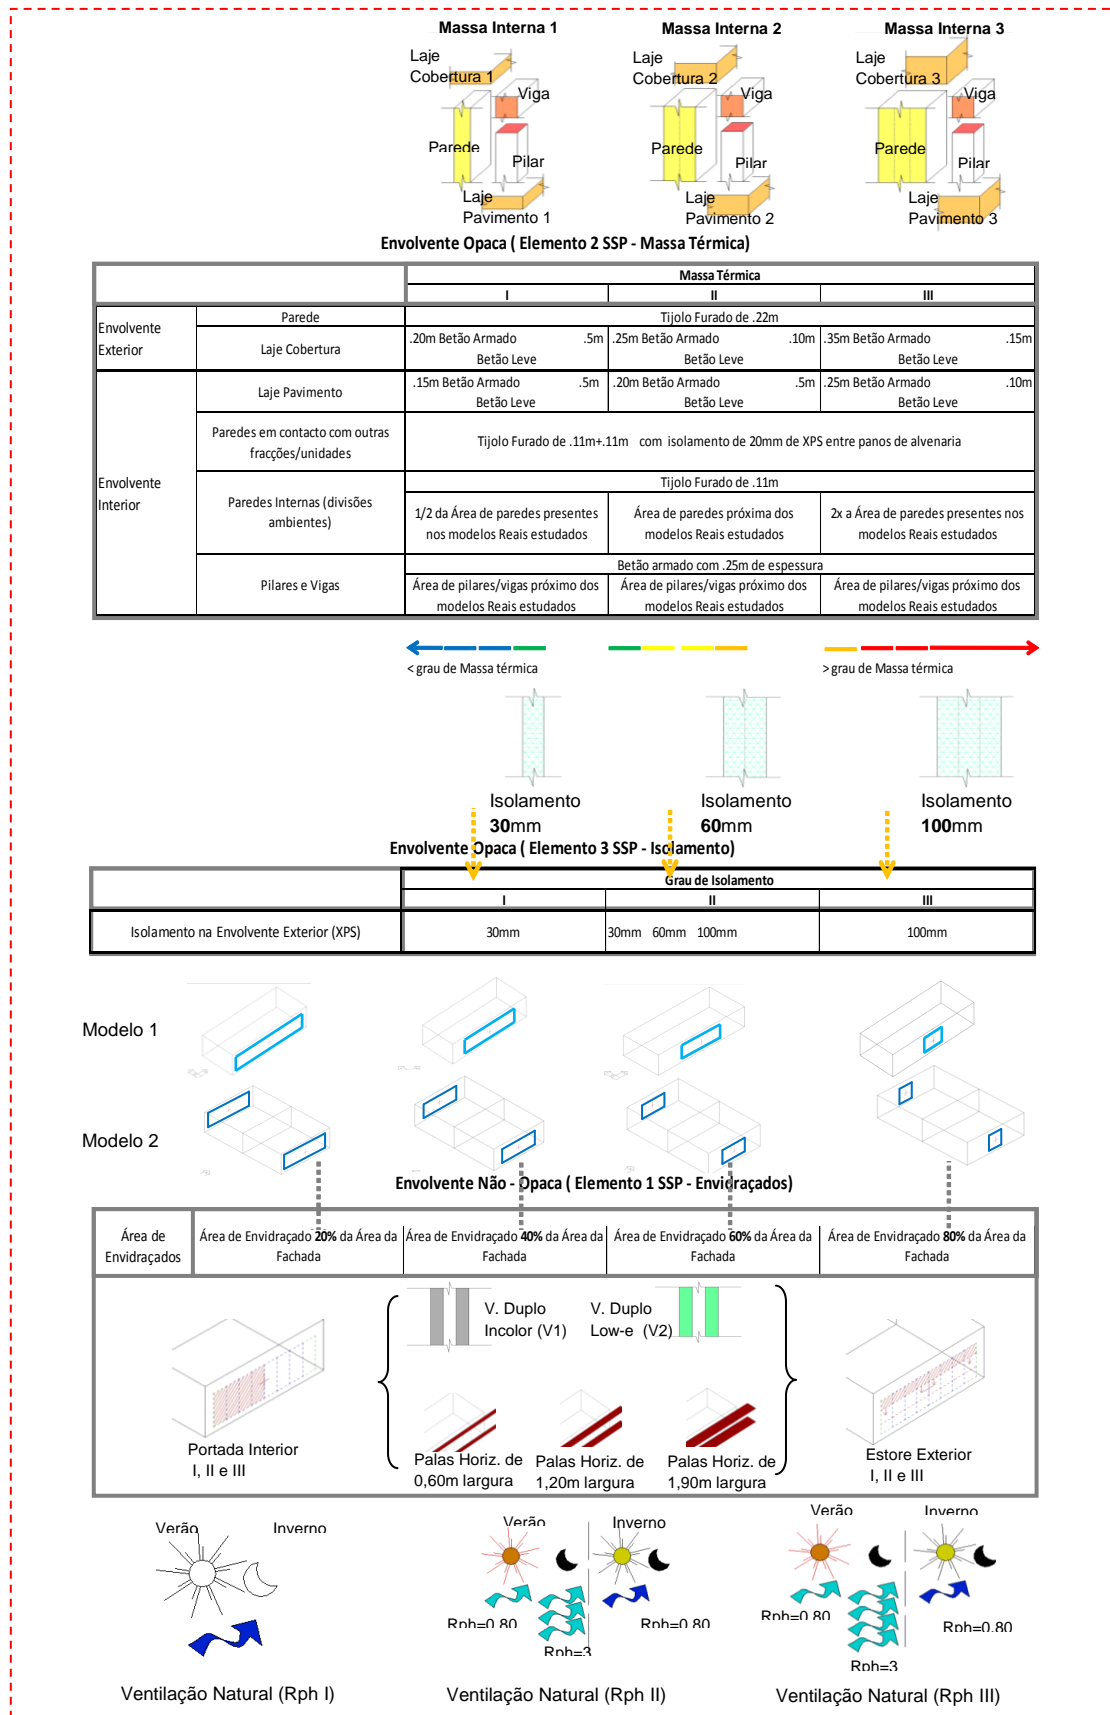 Massa Interna 1
Massa Interna 2
Massa Interna 3
Laje
Cobertura 1
Viga
Parede
Pilar
Laje
Pavimento 1
Laje
Cobertura 2
Viga
Parede
Pilar
Laje
Pavimento 2
Laje
Cobertura 3
Viga
Parede
Pilar
Laje
Pavimento 3
Envolvente Opaca ( Elemento 2 SSP - Massa Térmica)
Massa Térmica
I II III
Envolvente
Exterior
Parede
Tijolo Furado de .22m
Laje Cobertura
.20m Betão Armado .5m
Betão Leve
.25m Betão Armado .10m
Betão Leve
.35m Betão Armado .15m
Betão Leve
Envolvente
Interior
Laje Pavimento
.15m Betão Armado .5m
Betão Leve
.20m Betão Armado .5m
Betão Leve
.25m Betão Armado .10m
Betão Leve
Paredes em contacto com outras
fracções/unidades
Tijolo Furado de .11m+.11m com isolamento de 20mm de XPS entre panos de alvenaria
Paredes Internas (divisões
ambientes)
Tijolo Furado de .11m
1/2 da Área de paredes presentes
nos modelos Reais estudados
Área de paredes próxima dos
modelos Reais estudados
2x a Área de paredes presentes nos
modelos Reais estudados
Pilares e Vigas
Betão armado com .25m de espessura
Área de pilares/vigas próximo dos
modelos Reais estudados
Área de pilares/vigas próximo dos
modelos Reais estudados
Área de pilares/vigas próximo dos
modelos Reais estudados
< grau de Massa térmica
> grau de Massa térmica
Isolamento
30mm
Isolamento
60mm
Isolamento
100mm
Envolvente Opaca ( Elemento 3 SSP - Isolamento)
Grau de Isolamento
I II III
Isolamento na Envolvente Exterior (XPS)
30mm
30mm 60mm 100mm
100mm
Modelo 1
Modelo 2
Envolvente Não - Opaca ( Elemento 1 SSP - Envidraçados)
Área de
Envidraçados
Área de Envidraçado 20% da Área da
Fachada
Área de Envidraçado 40% da Área da
Fachada
Área de Envidraçado 60% da Área da
Fachada
Área de Envidraçado 80% da Área da
Fachada
V. Duplo
Incolor (V1)
V. Duplo
Low-e (V2)
Portada Interior
I, II e III
Palas Horiz. de
0,60m largura
Palas Horiz. de
1,20m largura
Palas Horiz. de
1,90m largura
Estore Exterior
I, II e III
Verão Inverno
Verão Inverno
Rph=0.80
Rph=3
Rph=0.80
Verão Inverno
Rph=0.80
Rph=3
Rph=0.80
Ventilação Natural (Rph I)
Ventilação Natural (Rph II)
Ventilação Natural (Rph III)